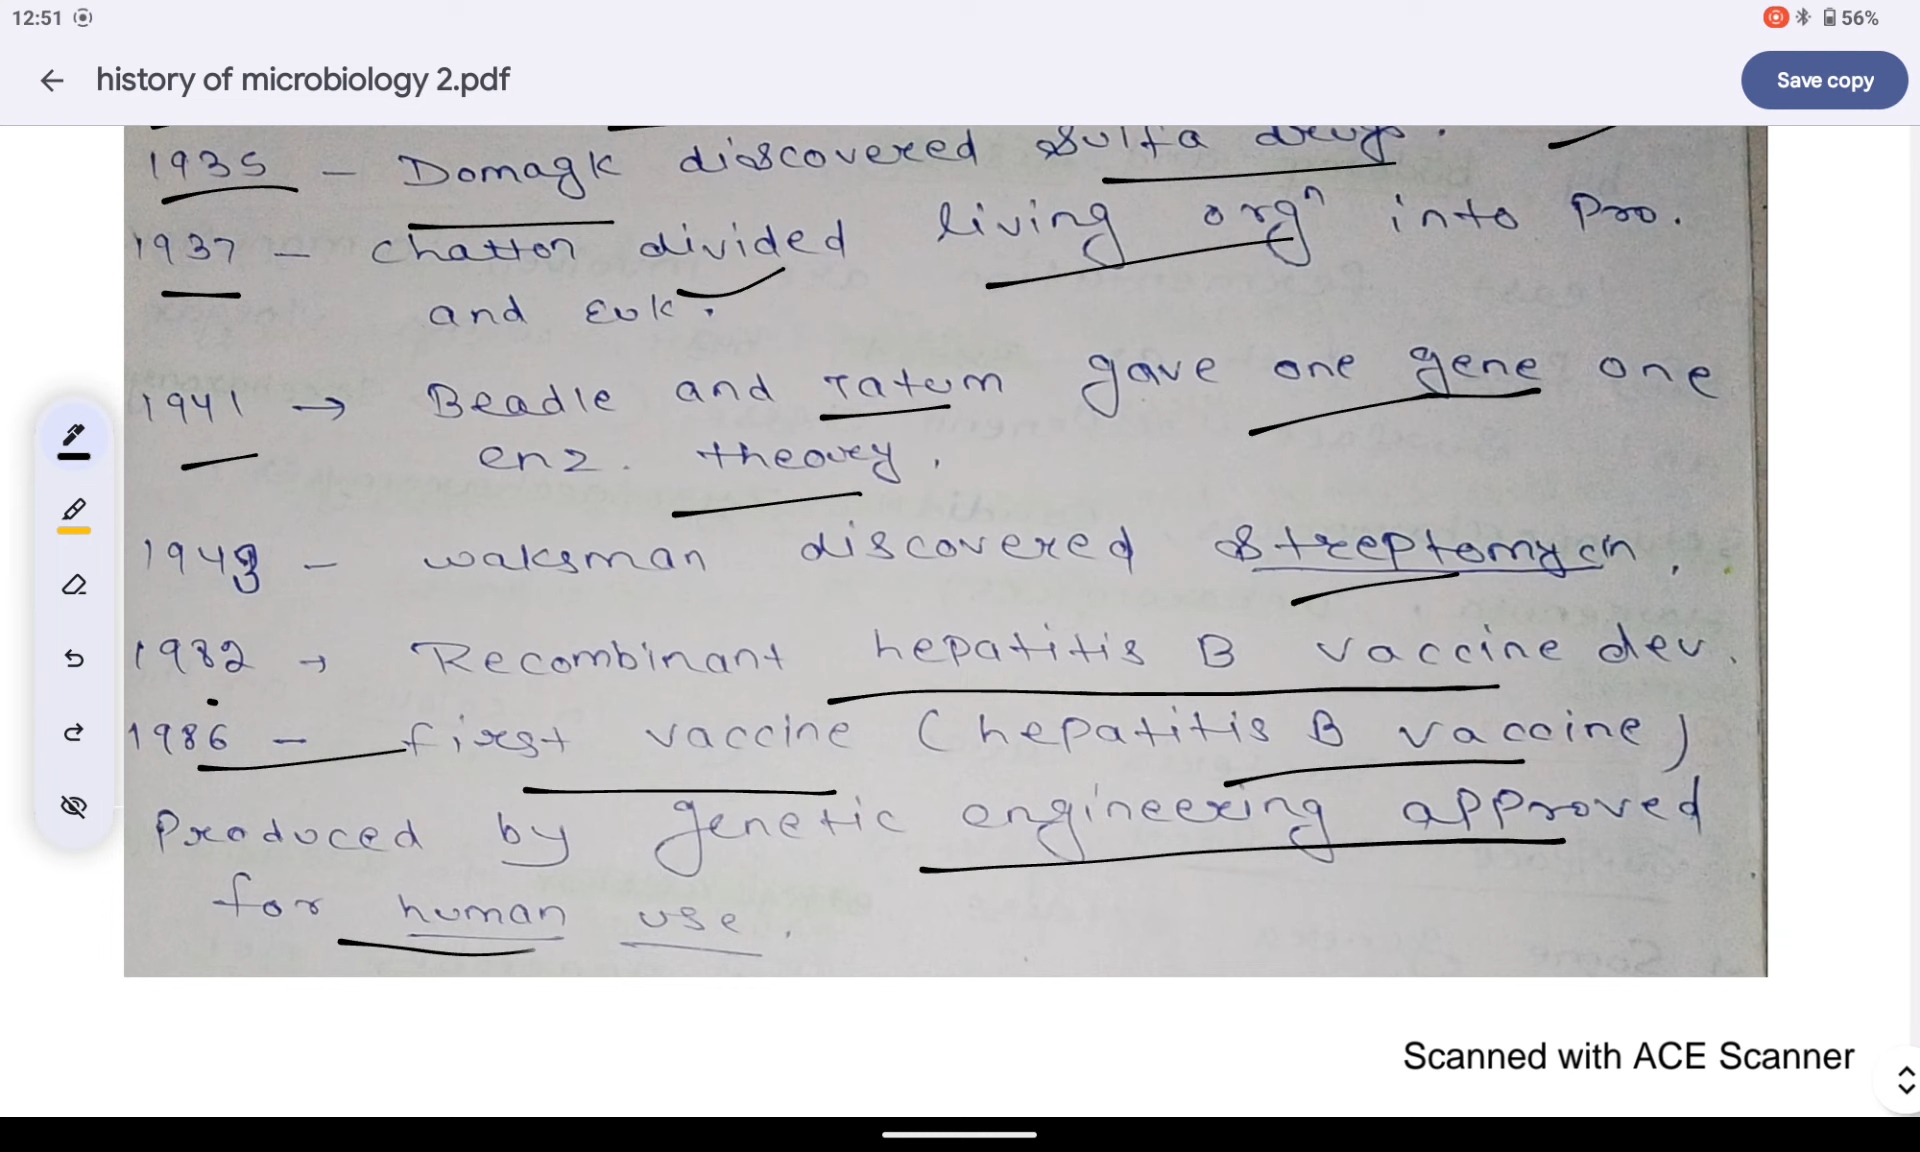 12:51
56%
history of microbiology 2.pdf
Save copy
1935 - Domagk discovered sulfa drugs.
1937 - Chatton divided living orgⁿ into Pro.
and Euk.
1941 → Beadle and Tatum gave one gene one
enz. theory.
1943 - waksman discovered Streptomycin.
1982 → Recombinant hepatitis B vaccine dev.
1986 - first vaccine (hepatitis B vaccine)
Produced by genetic engineering approved
for human use.
Scanned with ACE Scanner